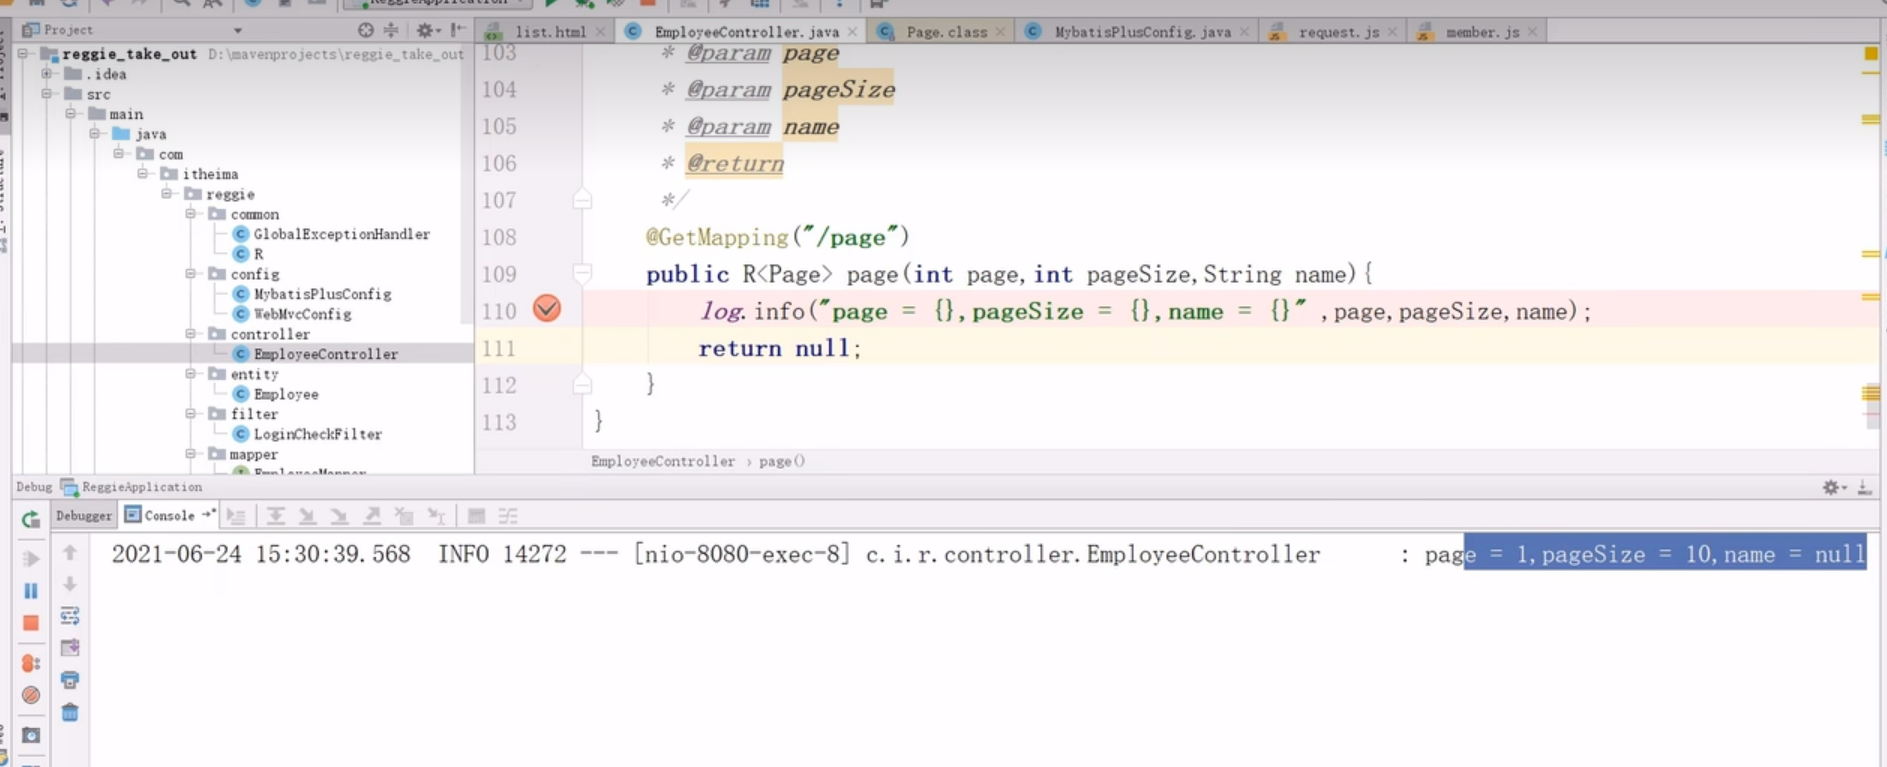 ReggieApplication
Project
list.html
EmployeeController.java
Page.class
MybatisPlusConfig.java
request.js
member.js
reggie_take_out D:\mavenprojects\reggie_take_out
.idea
src
main
java
com
itheima
reggie
common
GlobalExceptionHandler
R
config
MybatisPlusConfig
WebMvcConfig
controller
EmployeeController
entity
Employee
filter
LoginCheckFilter
mapper
EmployeeMapper
103 * @param page
104 * @param pageSize
105 * @param name
106 * @return
107 */
108 @GetMapping("/page")
109 public R<Page> page(int page,int pageSize,String name){
110 log.info("page = {},pageSize = {},name = {}" ,page,pageSize,name);
111 return null;
112 }
113 }
EmployeeController › page()
Debug ReggieApplication
Debugger Console
2021-06-24 15:30:39.568 INFO 14272 --- [nio-8080-exec-8] c.i.r.controller.EmployeeController : page = 1,pageSize = 10,name = null